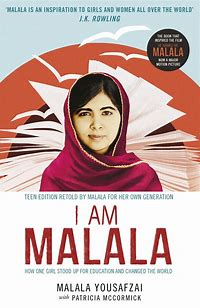 'MALALA IS AN INSPIRATION TO GIRLS AND WOMEN ALL OVER THE WORLD'
J.K. ROWLING
THE BOOK THAT INSPIRED THE FILM
MALALA
NOW A MAJOR
MOTION PICTURE
TEEN EDITION RETOLD BY MALALA FOR HER OWN GENERATION
I AM
MALALA
HOW ONE GIRL STOOD UP FOR EDUCATION AND CHANGED THE WORLD
MALALA YOUSAFZAI
with PATRICIA MCCORMICK